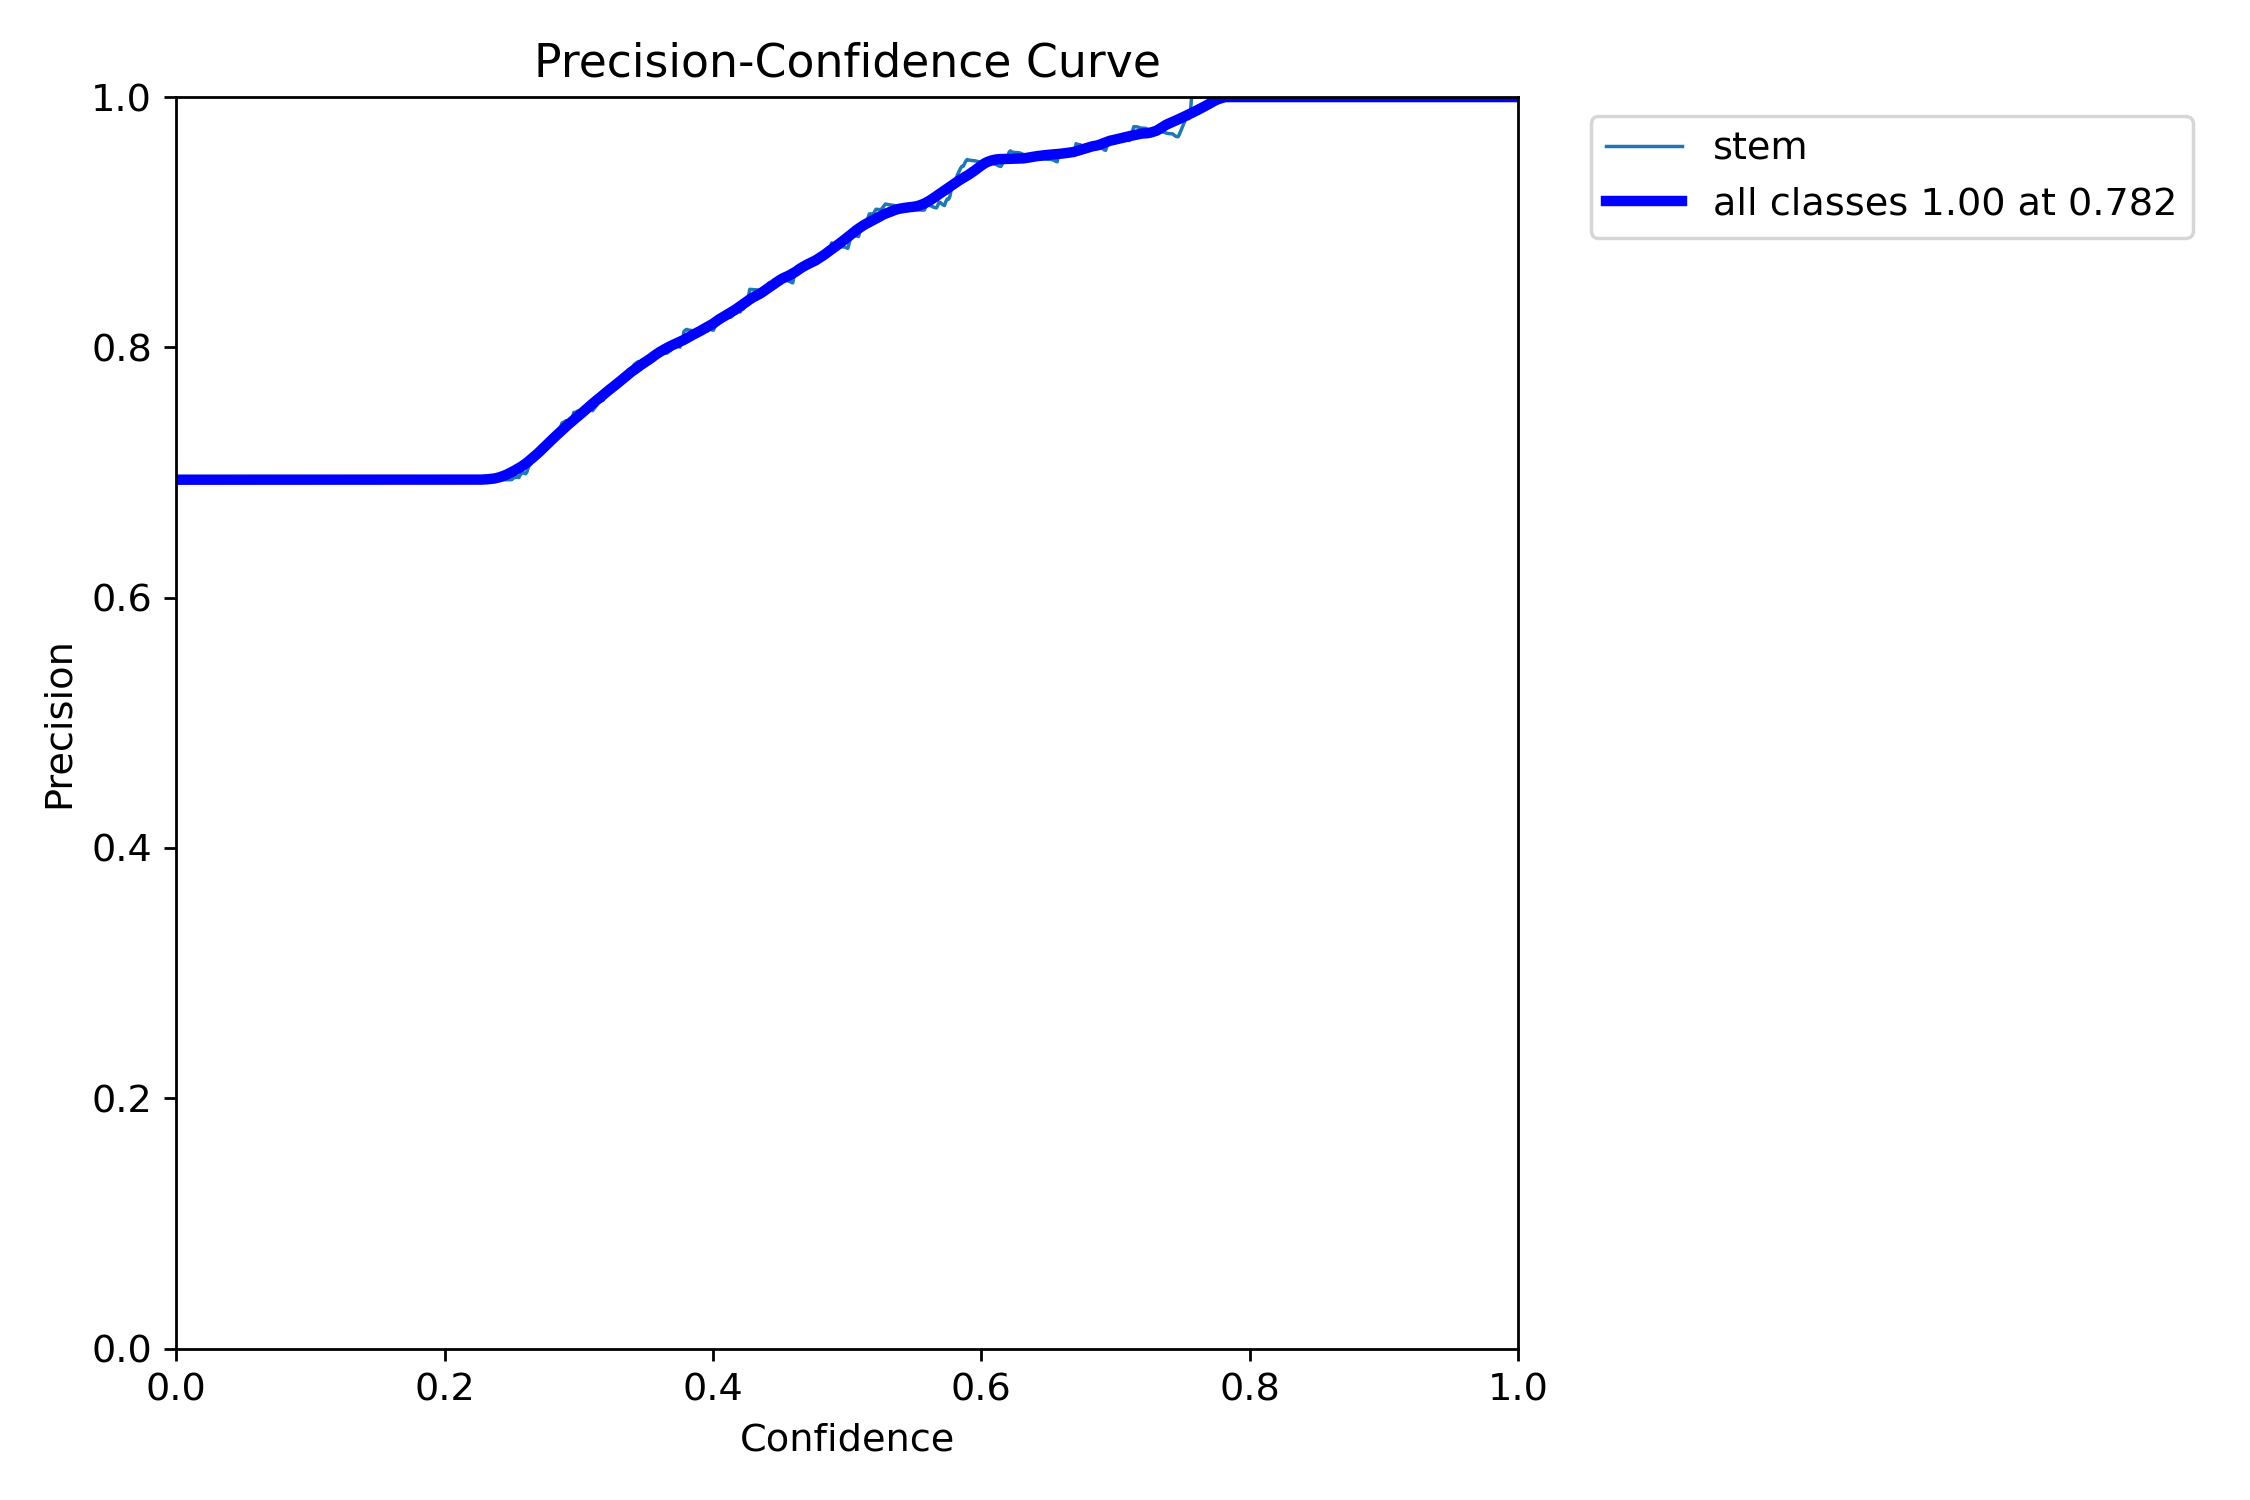 Precision-Confidence Curve
1.0
0.8
0.6
0.4
0.2
0.0
Precision
0.0 0.2 0.4 0.6 0.8 1.0
Confidence
stem
all classes 1.00 at 0.782